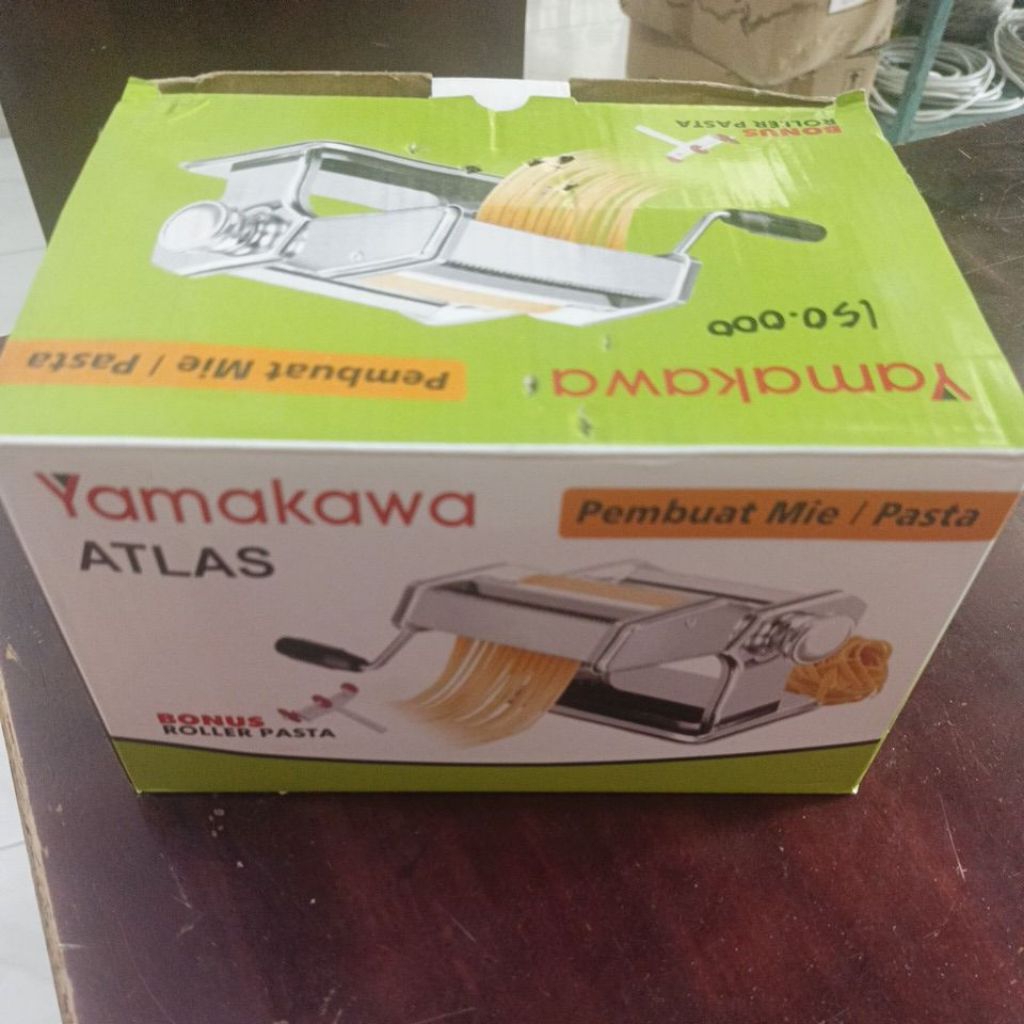 BONUS
ROLLER PASTA
150.000
Yamakawa
Pembuat Mie / Pasta
Yamakawa
ATLAS
Pembuat Mie / Pasta
BONUS
ROLLER PASTA